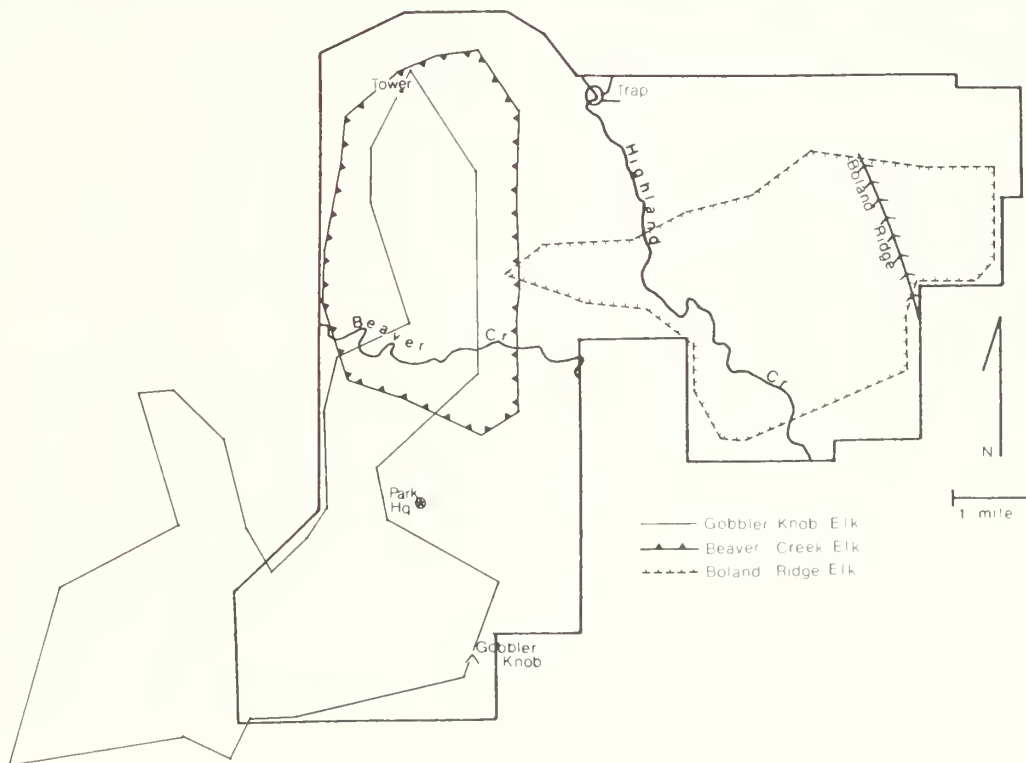 Tower
Trap
Highland
Boland Ridge
Beaver
Cr
Cr
Park
Hq
N
1 mile
Gobbler Knob Elk
Beaver Creek Elk
Boland Ridge Elk
Gobbler
Knob